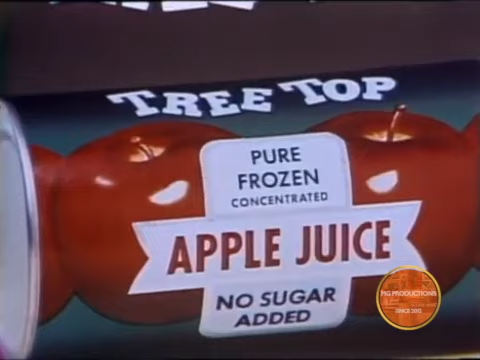 TREE TOP
PURE
FROZEN
CONCENTRATED
APPLE JUICE
NO SUGAR
ADDED
PIG PRODUCTIONS